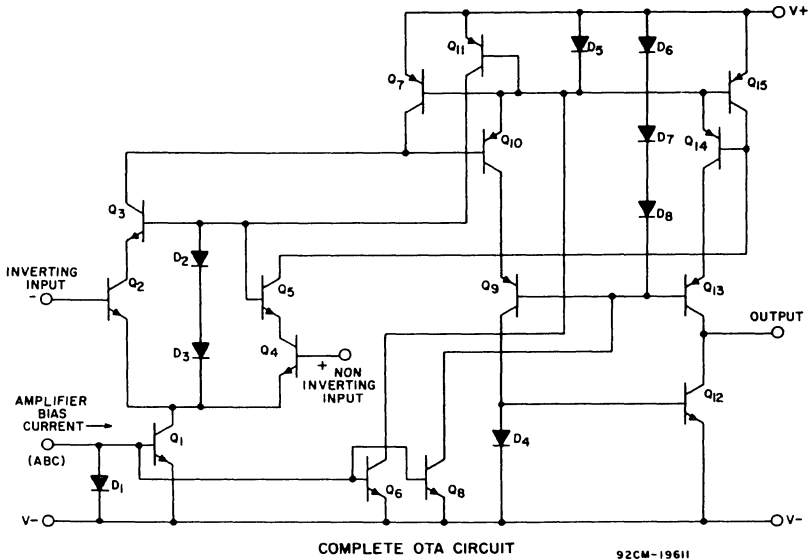 V+
Q11
D5
D6
Q7
Q15
Q10
Q14
D7
Q3
D8
D2
Q5
INVERTING
INPUT
-
Q2
Q9
Q13
OUTPUT
D3
Q4
+
NON
INVERTING
INPUT
Q12
AMPLIFIER
BIAS
CURRENT
(ABC)
Q1
D4
D1
Q6
Q8
V-
V-
COMPLETE OTA CIRCUIT
92CM-19611